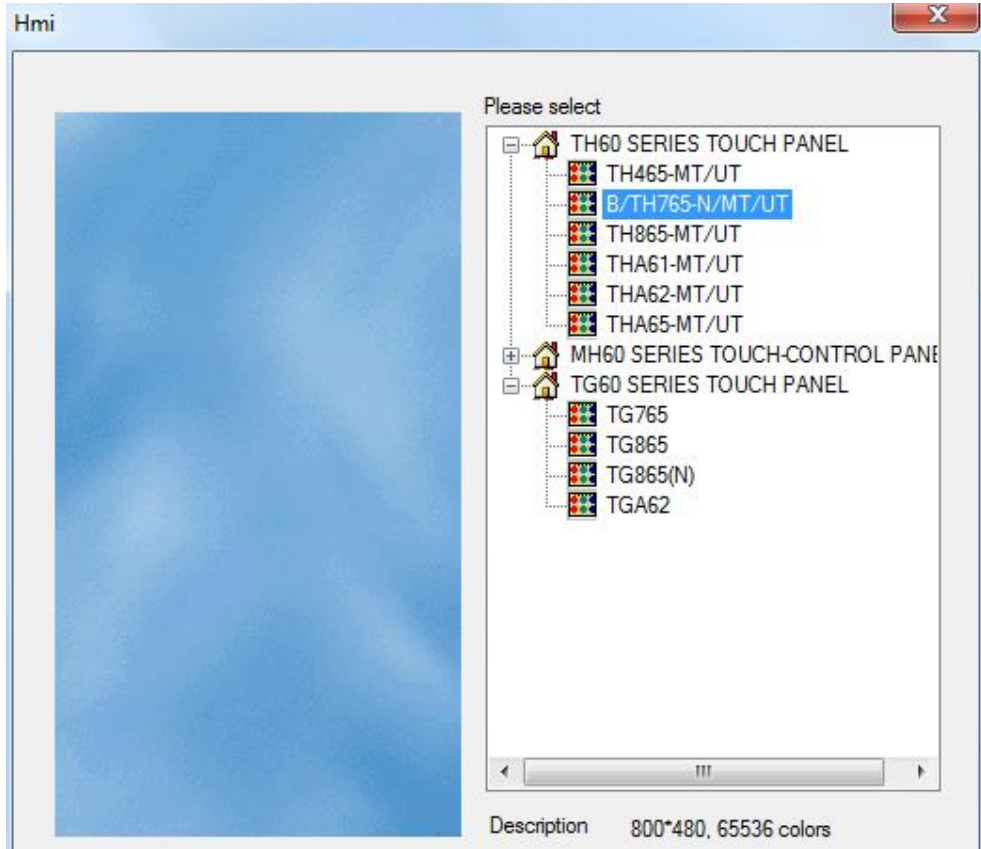 Hmi
Please select
TH60 SERIES TOUCH PANEL
TH465-MT/UT
B/TH765-N/MT/UT
TH865-MT/UT
THA61-MT/UT
THA62-MT/UT
THA65-MT/UT
MH60 SERIES TOUCH-CONTROL PANE
TG60 SERIES TOUCH PANEL
TG765
TG865
TG865(N)
TGA62
Description 800*480, 65536 colors